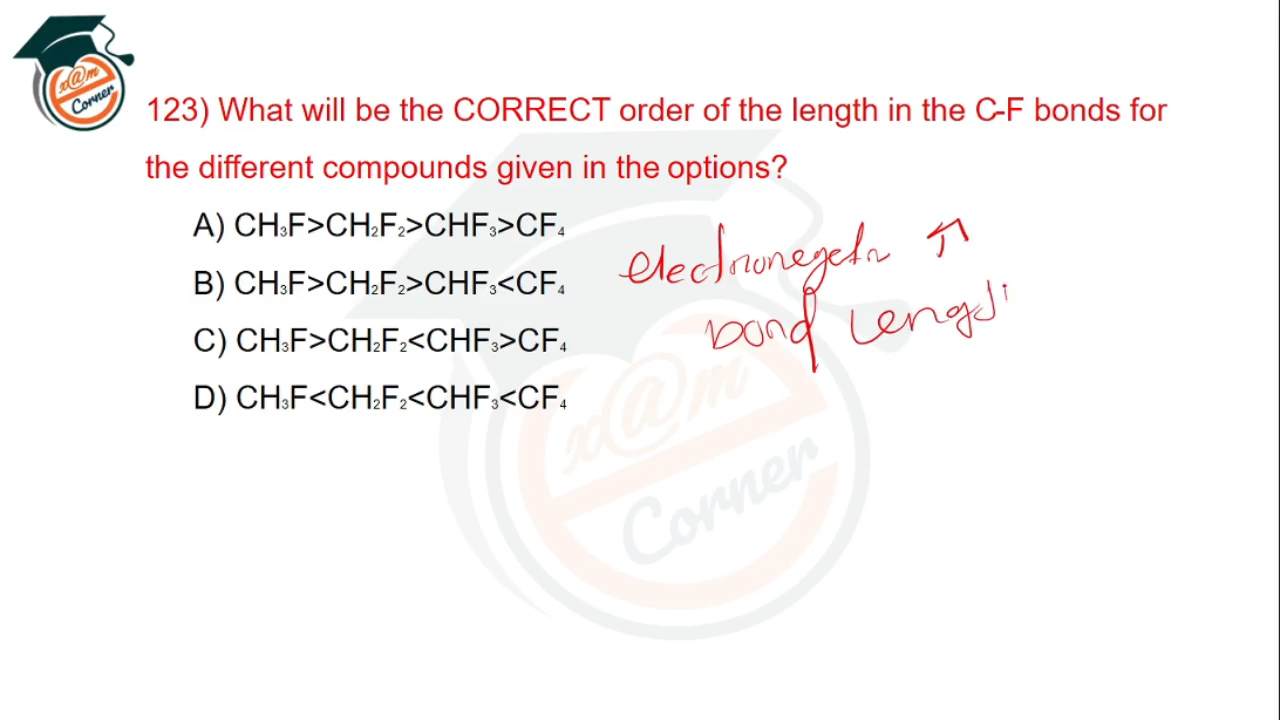 x@m
Corner
123) What will be the CORRECT order of the length in the C-F bonds for
the different compounds given in the options?
A) CH₃F>CH₂F₂>CHF₃>CF₄
B) CH₃F>CH₂F₂>CHF₃<CF₄
C) CH₃F>CH₂F₂<CHF₃>CF₄
D) CH₃F<CH₂F₂<CHF₃<CF₄
bond
x@m
Corner